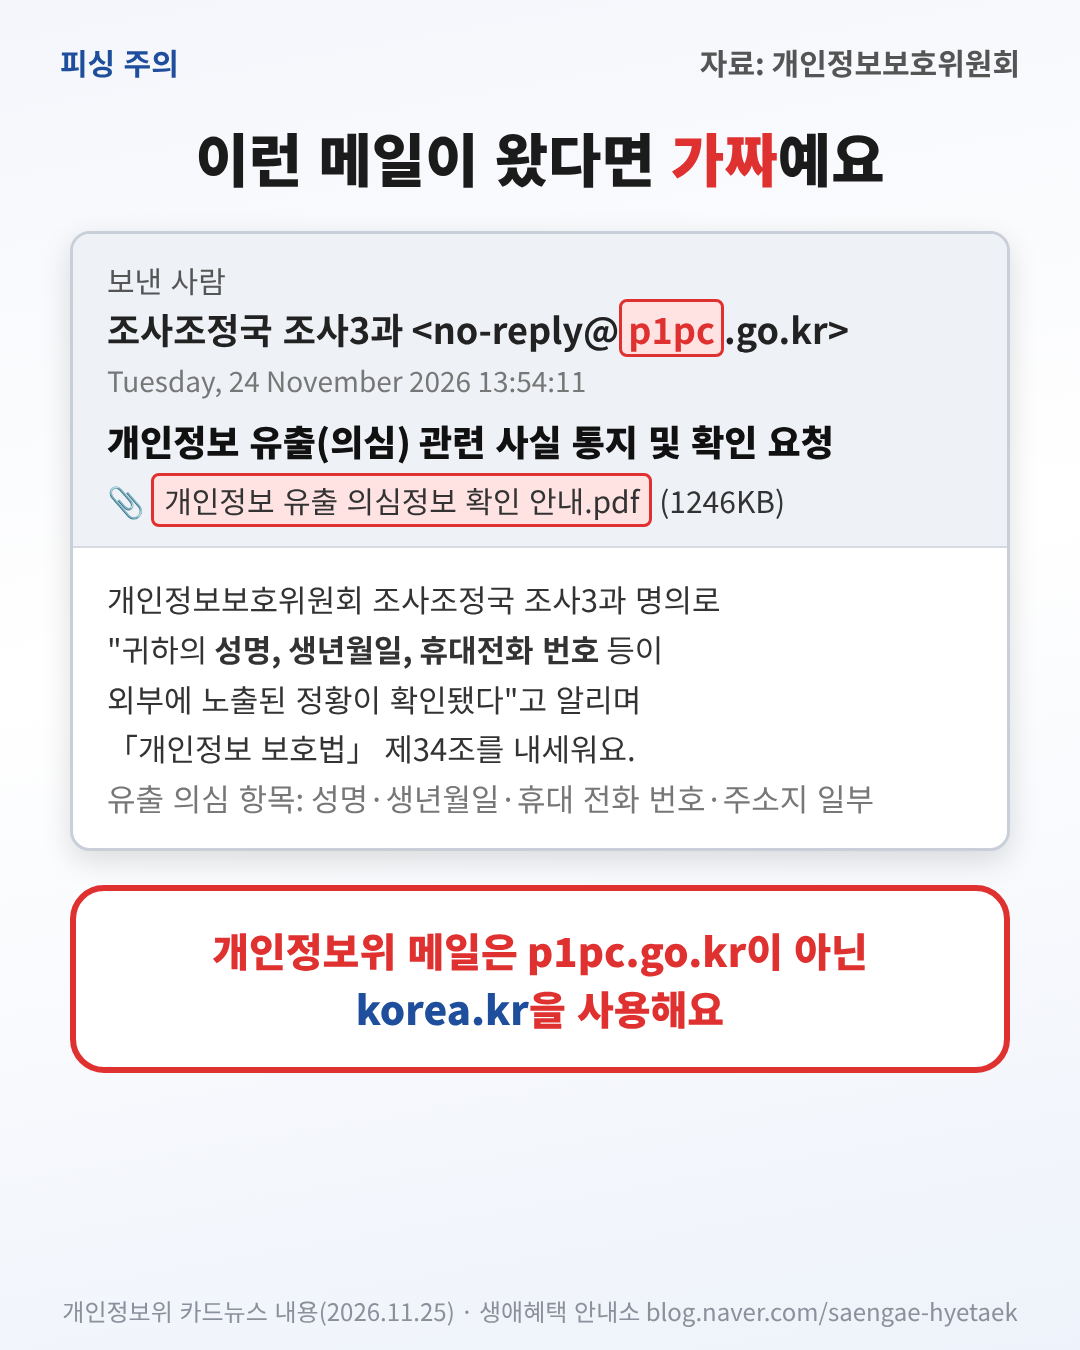 피싱 주의
자료: 개인정보보호위원회
이런 메일이 왔다면 가짜예요
보낸 사람
조사조정국 조사3과 <no-reply@p1pc.go.kr>
Tuesday, 24 November 2026 13:54:11
개인정보 유출(의심) 관련 사실 통지 및 확인 요청
개인정보 유출 의심정보 확인 안내.pdf (1246KB)
개인정보보호위원회 조사조정국 조사3과 명의로
"귀하의 성명, 생년월일, 휴대전화 번호 등이
외부에 노출된 정황이 확인됐다"고 알리며
「개인정보 보호법」 제34조를 내세워요.
유출 의심 항목: 성명·생년월일·휴대 전화 번호·주소지 일부
개인정보위 메일은 p1pc.go.kr이 아닌
korea.kr을 사용해요
개인정보위 카드뉴스 내용(2026.11.25) · 생애혜택 안내소 blog.naver.com/saengae-hyetaek